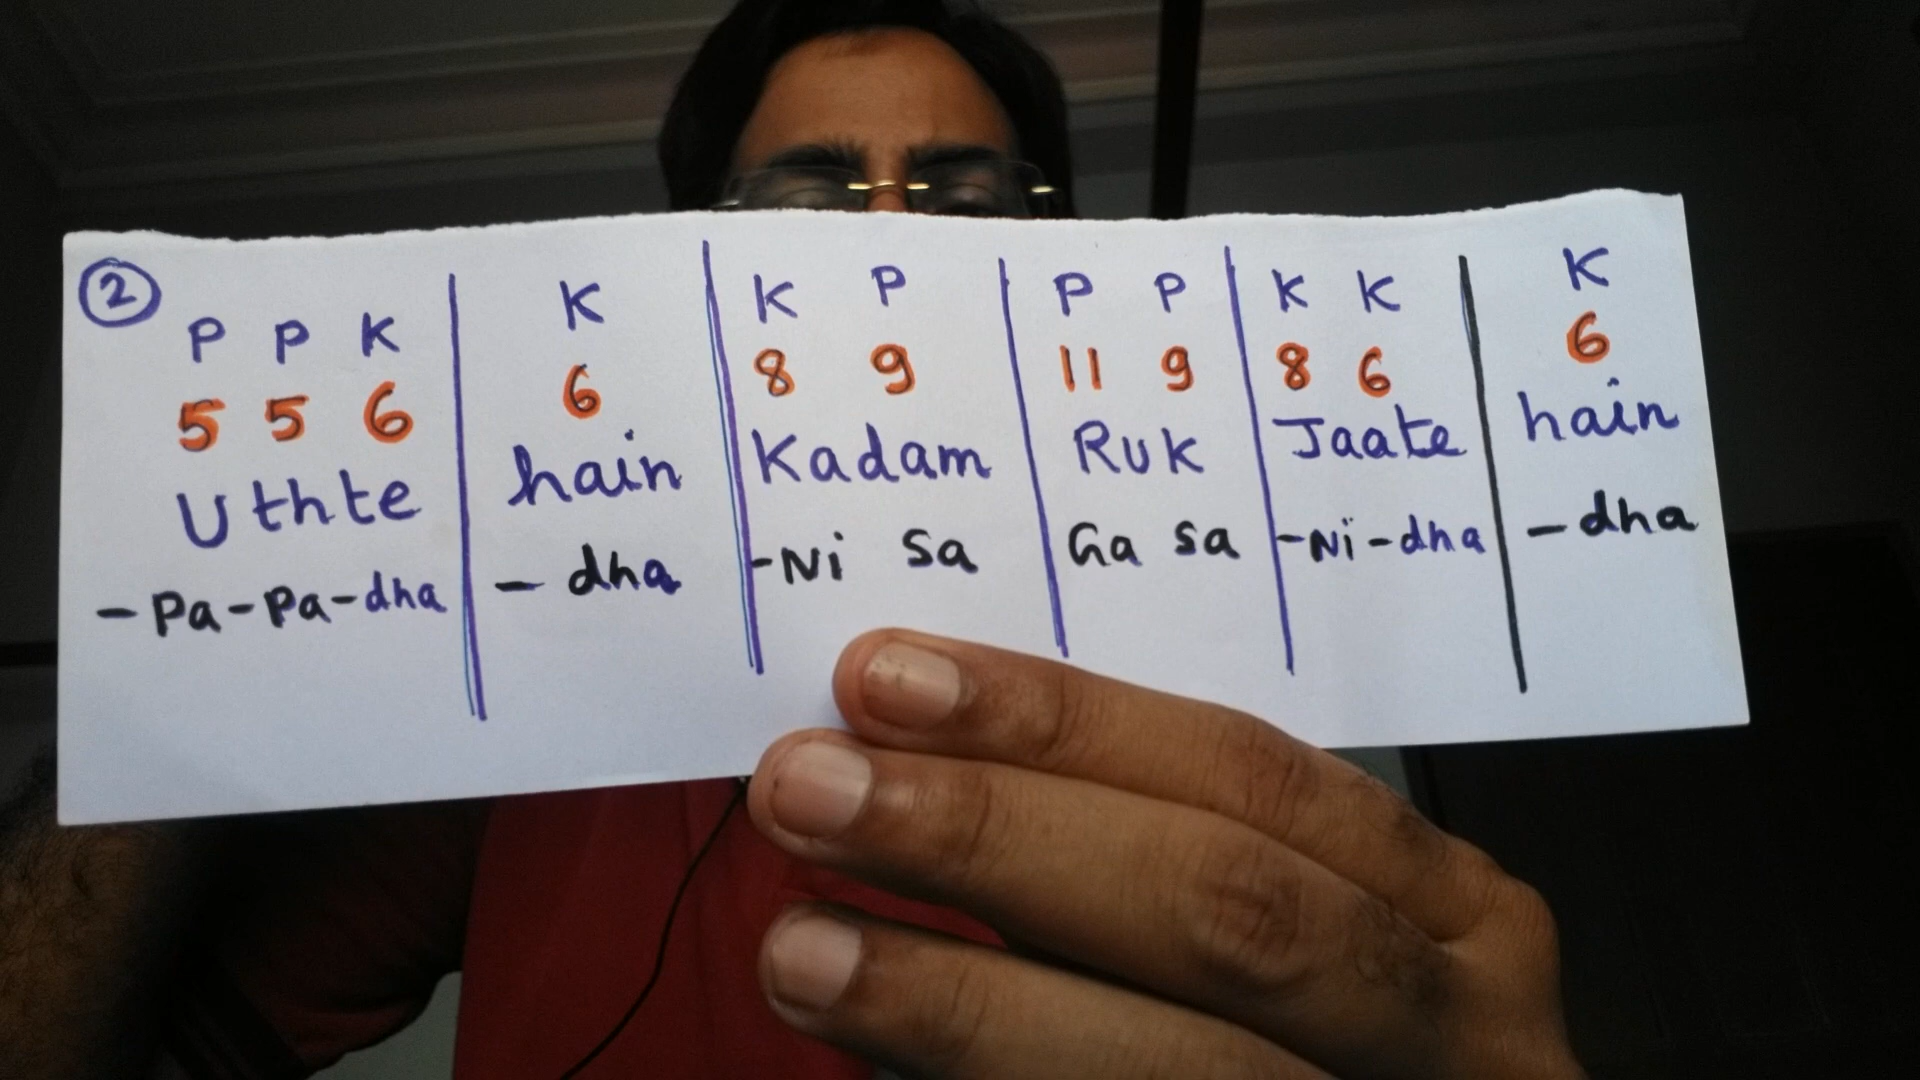 2
P P K | K | K P | P P | K K | K
5 5 6 | 6 | 8 9 | 11 9 | 8 6 | 6
Uthte | hain | Kadam | Ruk | Jaate | hain
-Pa-Pa-dha | - dha | -Ni Sa | Ga Sa | -Ni-dha | - dha